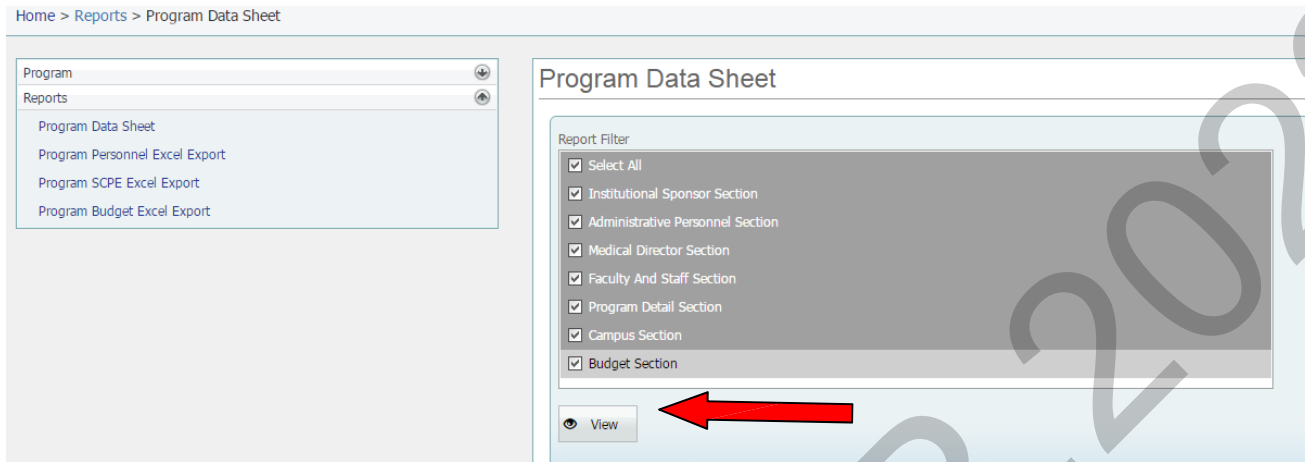 Home > Reports > Program Data Sheet
Program
Reports
Program Data Sheet
Program Personnel Excel Export
Program SCPE Excel Export
Program Budget Excel Export
Program Data Sheet
Report Filter
Select All
Institutional Sponsor Section
Administrative Personnel Section
Medical Director Section
Faculty And Staff Section
Program Detail Section
Campus Section
Budget Section
View